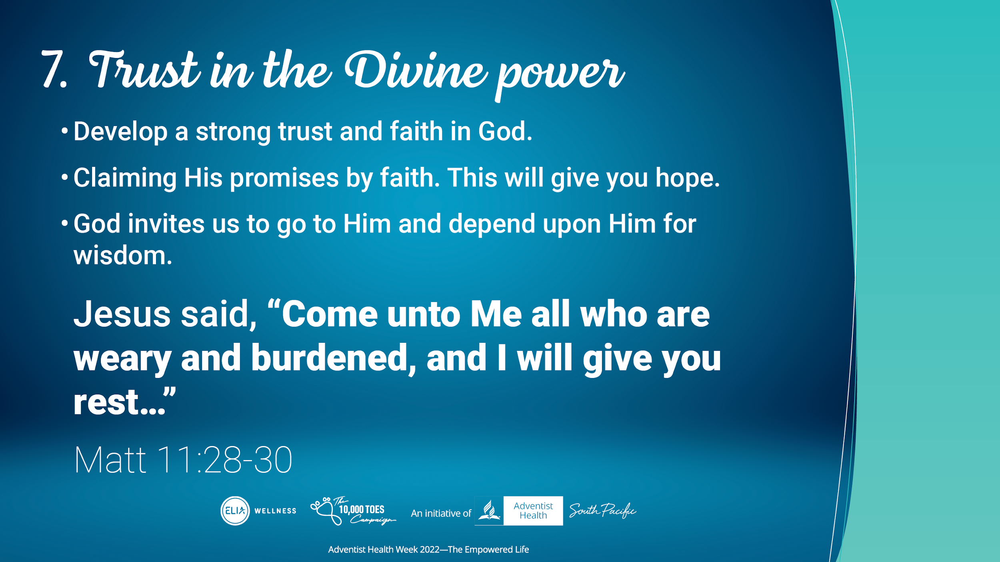 7. Trust in the Divine power
• Develop a strong trust and faith in God.
• Claiming His promises by faith. This will give you hope.
• God invites us to go to Him and depend upon Him for
wisdom.
Jesus said, “Come unto Me all who are
weary and burdened, and I will give you
rest…”
Matt 11:28-30
ELIA WELLNESS
The
10,000 TOES
Campaign
An initiative of
Adventist
Health
South Pacific
Adventist Health Week 2022—The Empowered Life